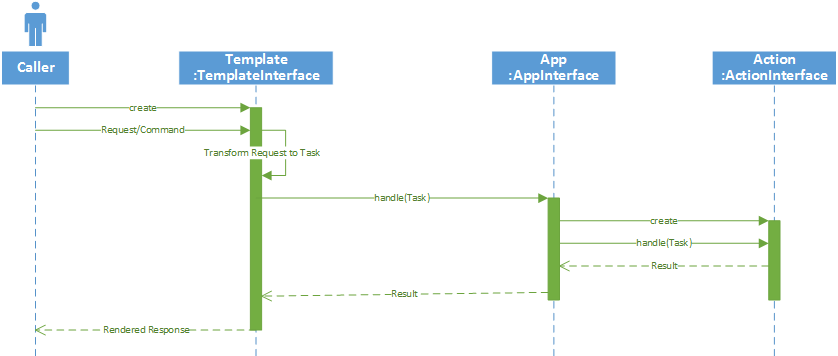 Caller
Template
:TemplateInterface
App
:AppInterface
Action
:ActionInterface
create
Request/Command
Transform Request to Task
handle(Task)
create
handle(Task)
Result
Result
Rendered Response